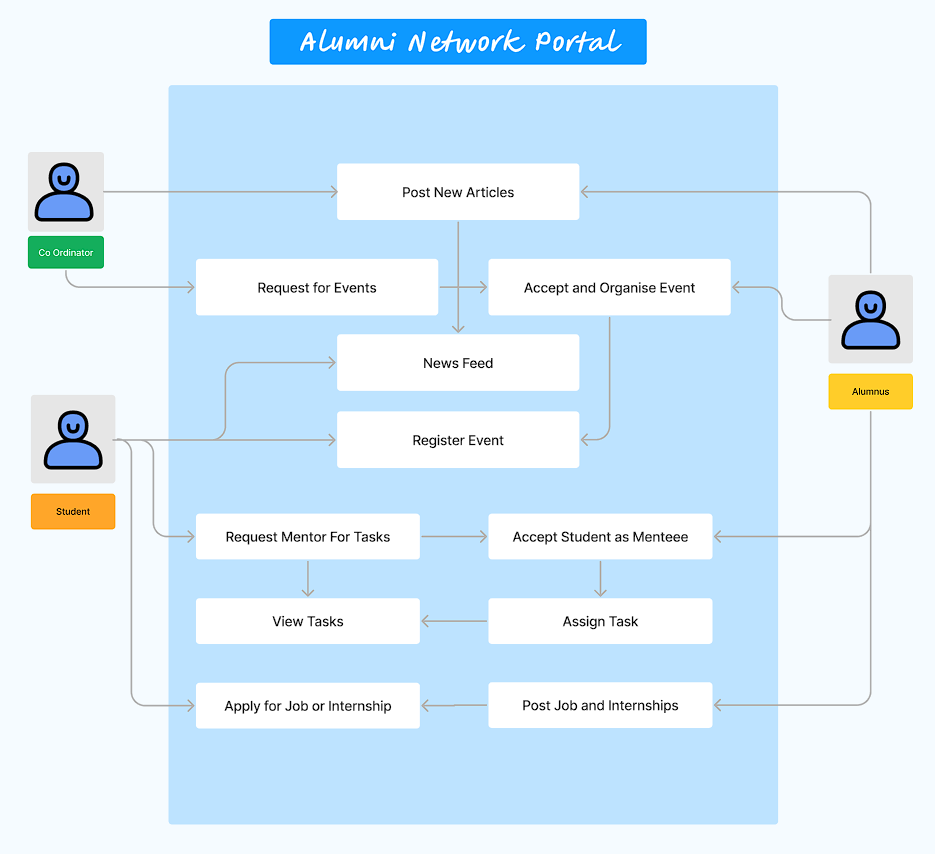 Alumni Network Portal
Post New Articles
Co Ordinator
Request for Events
Accept and Organise Event
News Feed
Alumnus
Register Event
Student
Request Mentor For Tasks
Accept Student as Menteee
View Tasks
Assign Task
Apply for Job or Internship
Post Job and Internships